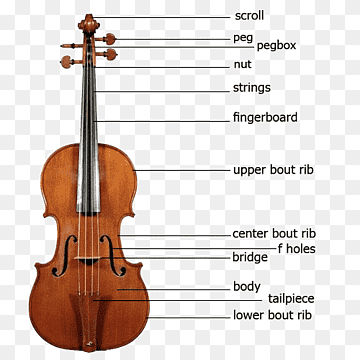 scroll
peg
pegbox
nut
strings
fingerboard
upper bout rib
center bout rib
f holes
bridge
body
tailpiece
lower bout rib